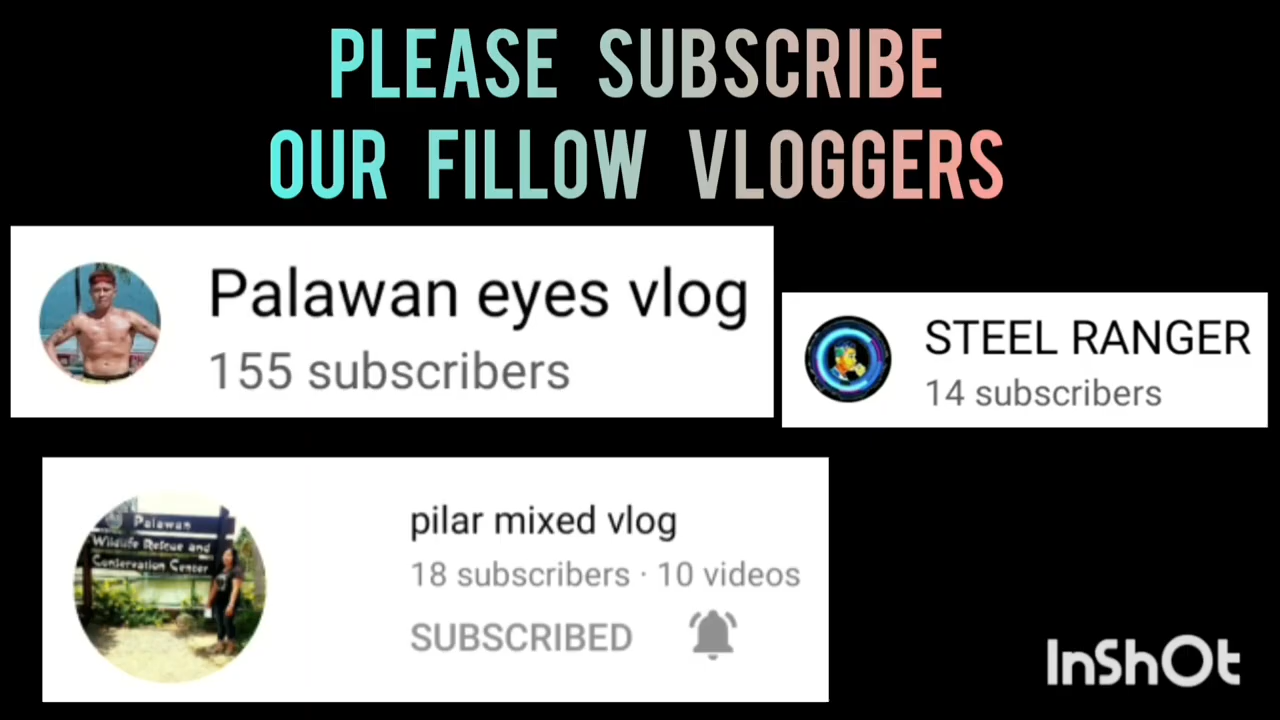 PLEASE SUBSCRIBE
OUR FILLOW VLOGGERS
Palawan eyes vlog
155 subscribers
STEEL RANGER
14 subscribers
Palawan
Wildlife Rescue and
Conservation Center
pilar mixed vlog
18 subscribers · 10 videos
SUBSCRIBED
InShOt